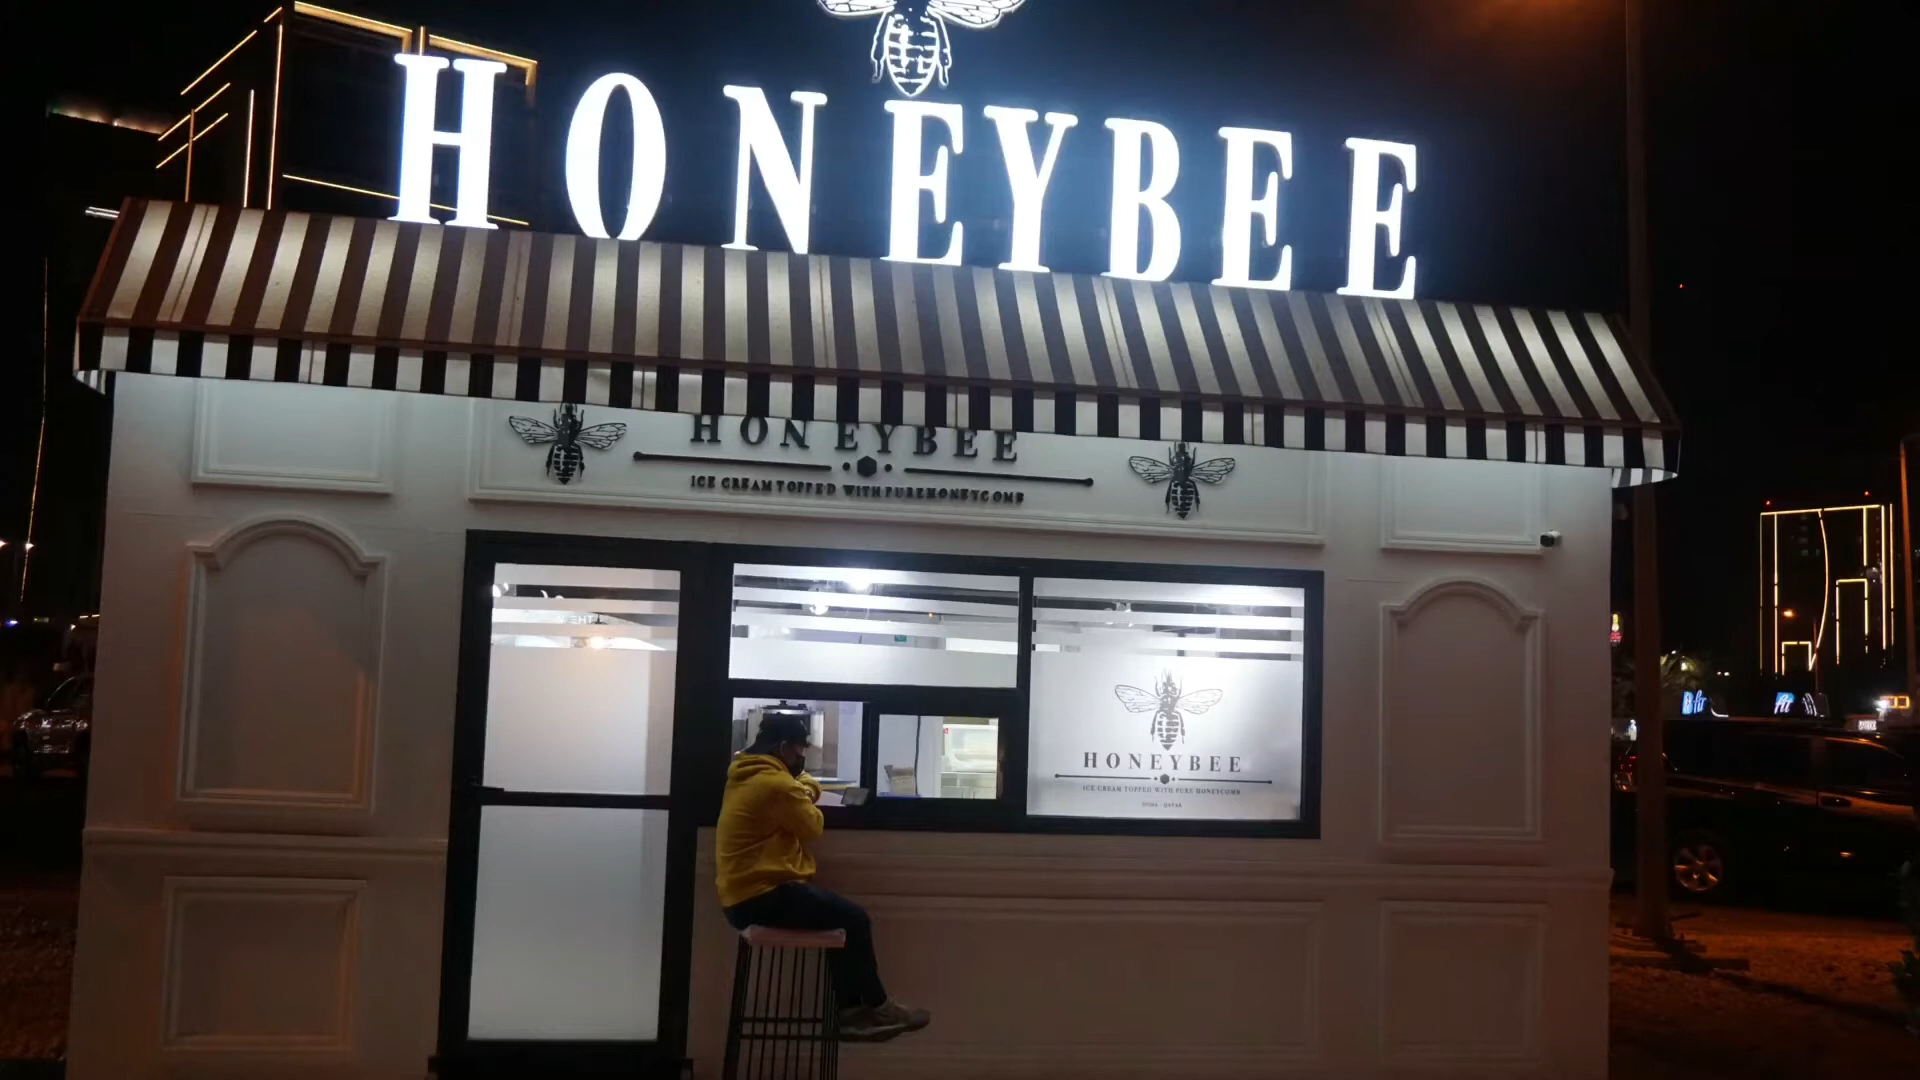 HONEYBEE
HONEYBEE
ICE CREAM TOPPED WITH PURE HONEYCOMB
HONEYBEE
ICE CREAM TOPPED WITH PURE HONEYCOMB
DOHA - QATAR